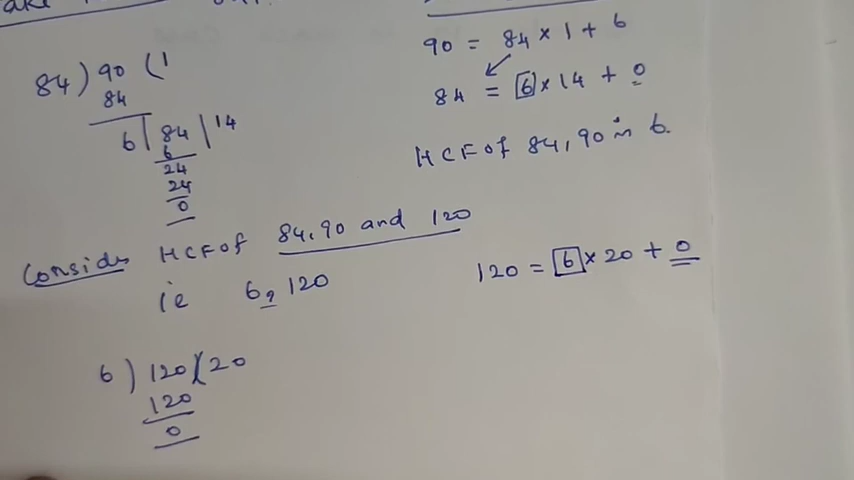 84 ) 90 ( 1
84
6 | 84 | 14
6
24
24
0
90 = 84 × 1 + 6
84 = 6 × 14 + 0
HCF of 84, 90 is 6.
Consider HCF of 84, 90 and 120
ie 6, 120
120 = 6 × 20 + 0
6 ) 120 ( 20
120
0